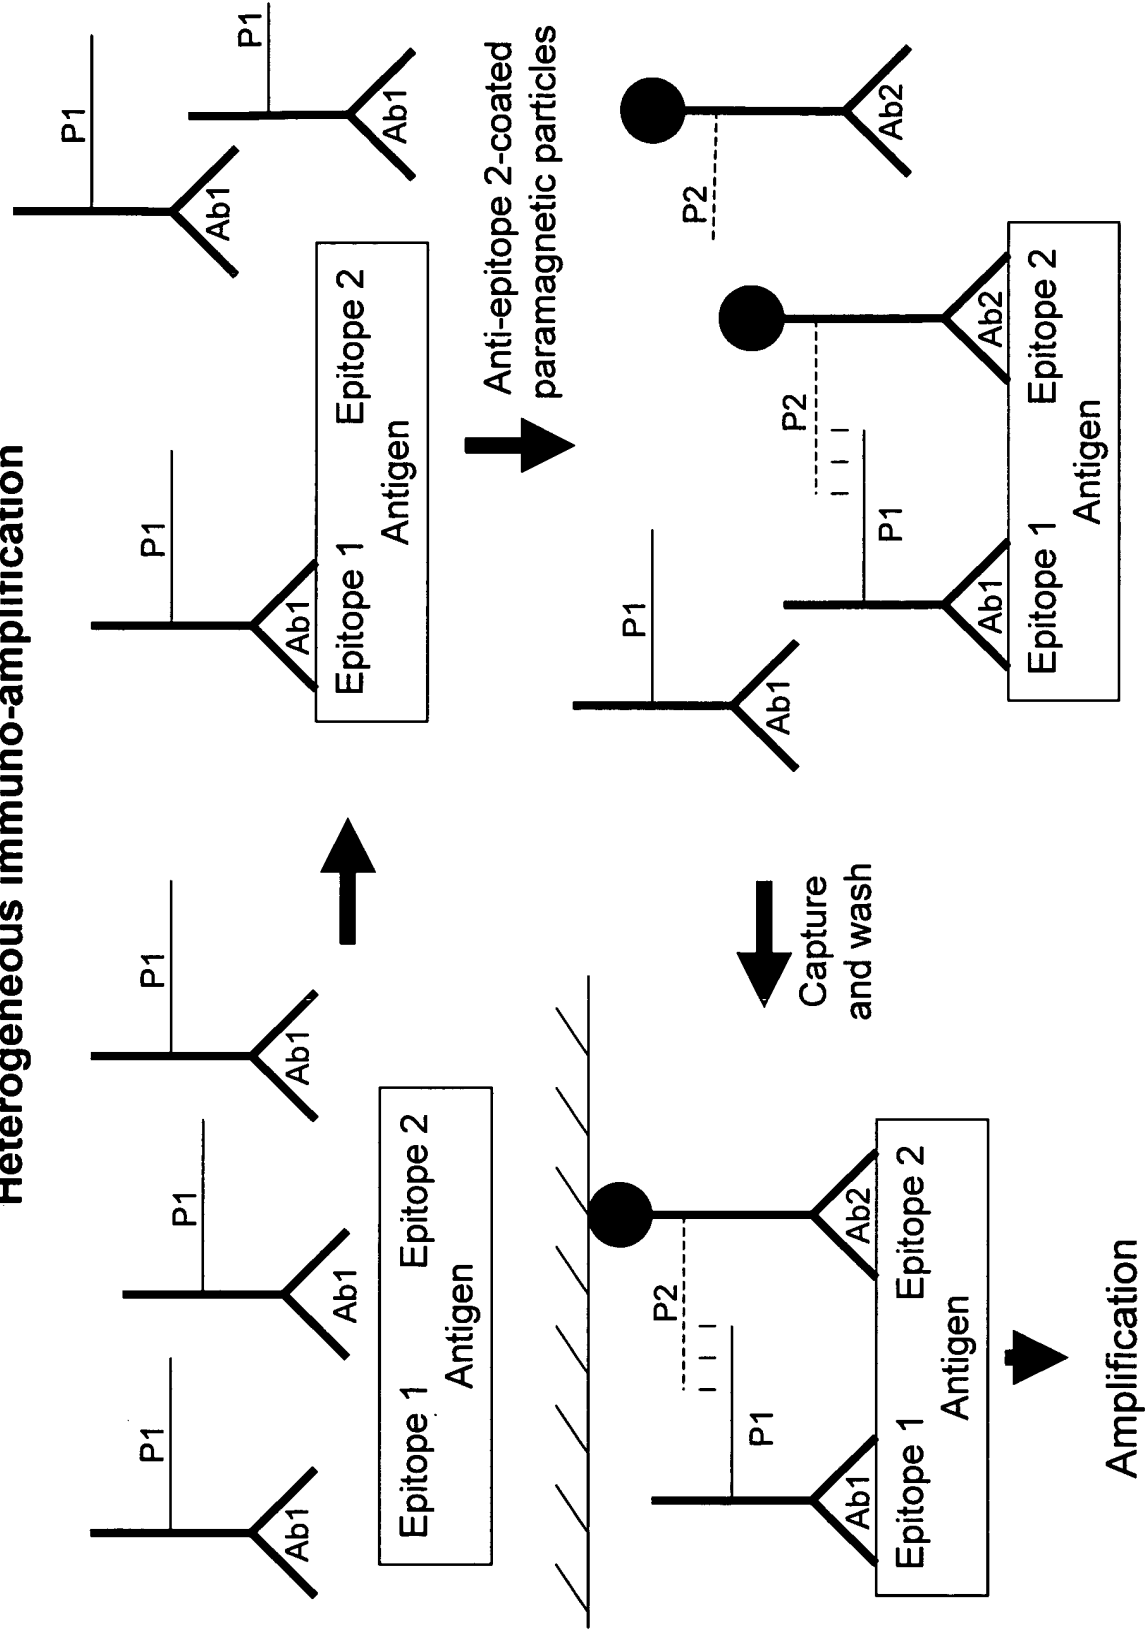 Heterogeneous immuno-amplification
P1
P1
P1
Ab1
Ab1
Ab1
Epitope 1 Epitope 2
Antigen
P1
Ab1
Epitope 1 Epitope 2
Antigen
P1
Ab1
P1
Ab1
Anti-epitope 2-coated
paramagnetic particles
P1
Ab1
P2
P1
Ab1
Ab2
Epitope 1 Epitope 2
Antigen
P2
Ab2
Capture
and wash
P2
P1
Ab1
Ab2
Epitope 1 Epitope 2
Antigen
Amplification